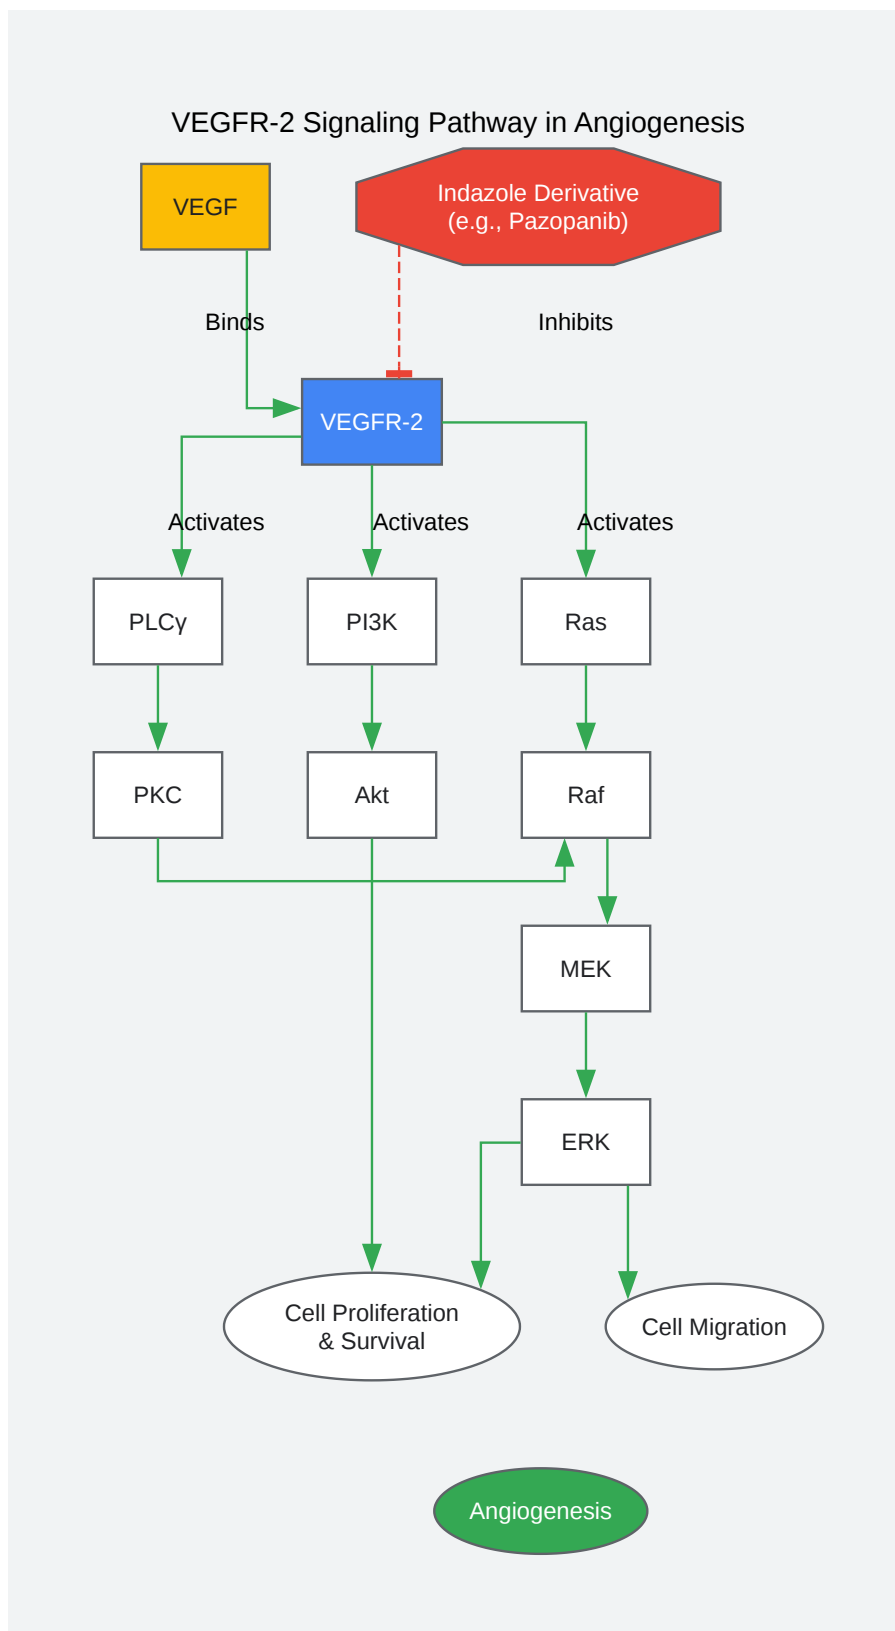 VEGFR-2 Signaling Pathway in Angiogenesis
VEGF
Indazole Derivative
(e.g., Pazopanib)
Binds
Inhibits
VEGFR-2
Activates
Activates
Activates
PLCγ
PI3K
Ras
PKC
Akt
Raf
MEK
ERK
Cell Proliferation
& Survival
Cell Migration
Angiogenesis